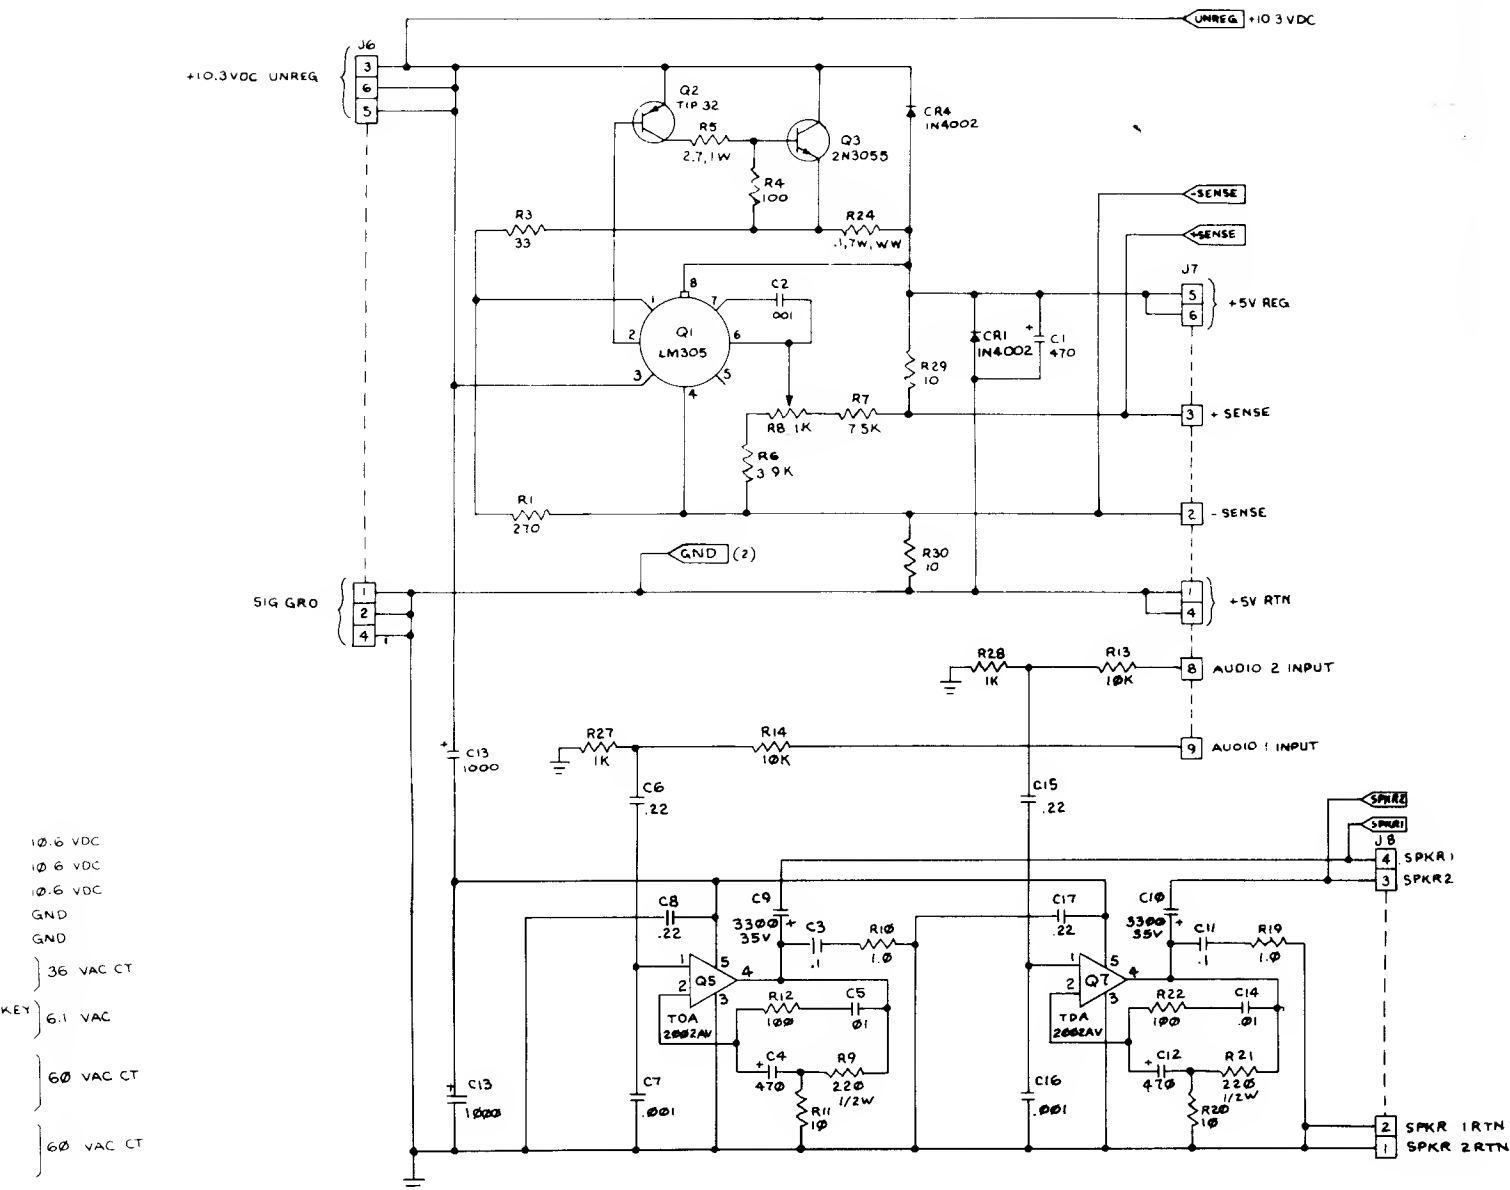 UNREG +10.3VDC
J6
+10.3VDC UNREG
3
6
5
Q2
TIP 32
R5
2.7,1W
Q3
2N3055
CR4
1N4002
R4
100
-SENSE
+SENSE
R3
33
R24
.1,7W,WW
J7
5
6
+5V REG
1
8
7
C2
001
2
Q1
LM305
6
3
4
5
CR1
1N4002
+
C1
470
R29
10
R8 1K
R7
75K
3
+ SENSE
R6
3 9K
R1
270
2
- SENSE
GND (2)
R30
10
SIG GRO
1
2
4
1
4
+5V RTN
R28
1K
R13
10K
8
AUDIO 2 INPUT
R27
1K
R14
10K
9
AUDIO 1 INPUT
+
C13
1000
C6
.22
C15
.22
SPKR2
SPKR1
J8
4
SPKR1
3
SPKR2
10.6 VDC
10 6 VDC
10.6 VDC
GND
GND
36 VAC CT
KEY
6.1 VAC
60 VAC CT
60 VAC CT
C8
.22
C9
3300
35V
+
C3
.1
R10
1.0
C17
.22
C10
3300
35V
+
C11
.1
R19
1.0
1
2
Q5
5
4
3
TOA
2002AV
R12
100
C5
01
1
2
Q7
5
4
3
TDA
2002AV
R22
100
C14
.01
+
C4
470
R9
220
1/2W
+
C12
470
R21
220
1/2W
+
C13
1000
C7
.001
R11
10
C16
.001
R20
10
2
SPKR 1RTN
1
SPKR 2RTN